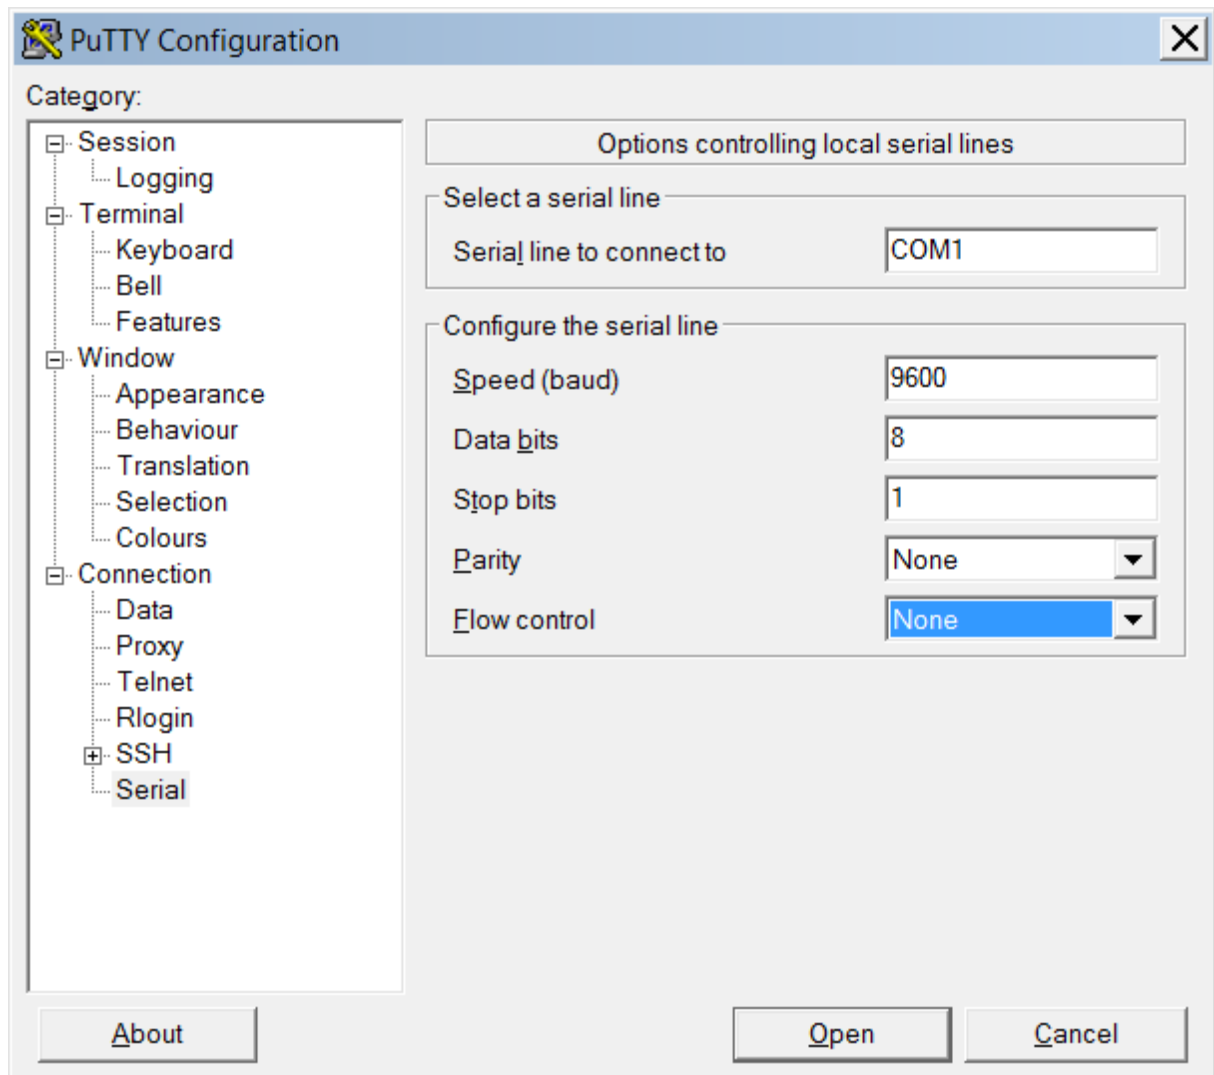 PuTTY Configuration
Category:
Session
Logging
Terminal
Keyboard
Bell
Features
Window
Appearance
Behaviour
Translation
Selection
Colours
Connection
Data
Proxy
Telnet
Rlogin
SSH
Serial
Options controlling local serial lines
Select a serial line
Serial line to connect to COM1
Configure the serial line
Speed (baud) 9600
Data bits 8
Stop bits 1
Parity None
Flow control None
About Open Cancel